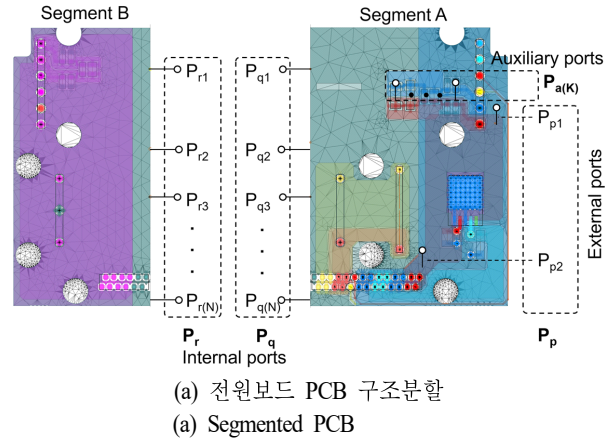 Segment B
Segment A
Auxiliary ports
Pa(K)
Pr1
Pq1
Pp1
Pr2
Pq2
Pr3
Pq3
External ports
Pp2
Pr(N)
Pq(N)
Pr
Pq
Pp
Internal ports
(a) 전원보드 PCB 구조분할
(a) Segmented PCB